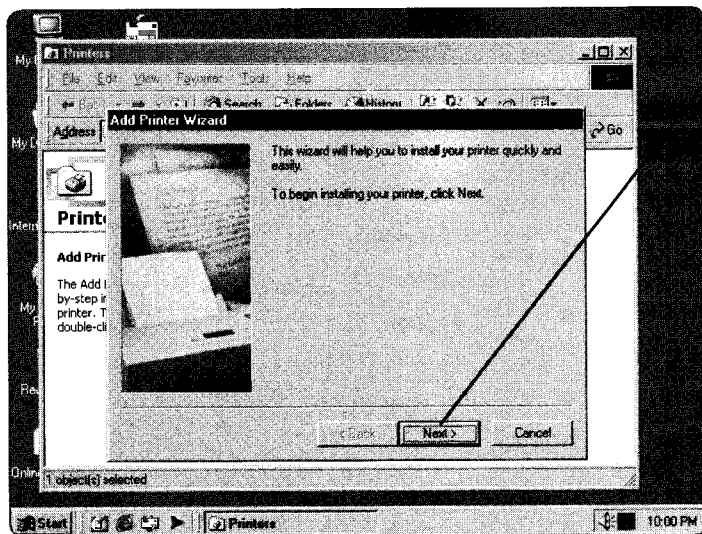 Printers
File Edit View Favorites Tools Help
Search Folders History
Address
Go
Add Printer Wizard
This wizard will help you to install your printer quickly and
easily.
To begin installing your printer, click Next.
< Back Next > Cancel
Add Prin
The Add
by-step in
printer. T
double-cli
1 object(s) selected
Start Printers 10:00 PM